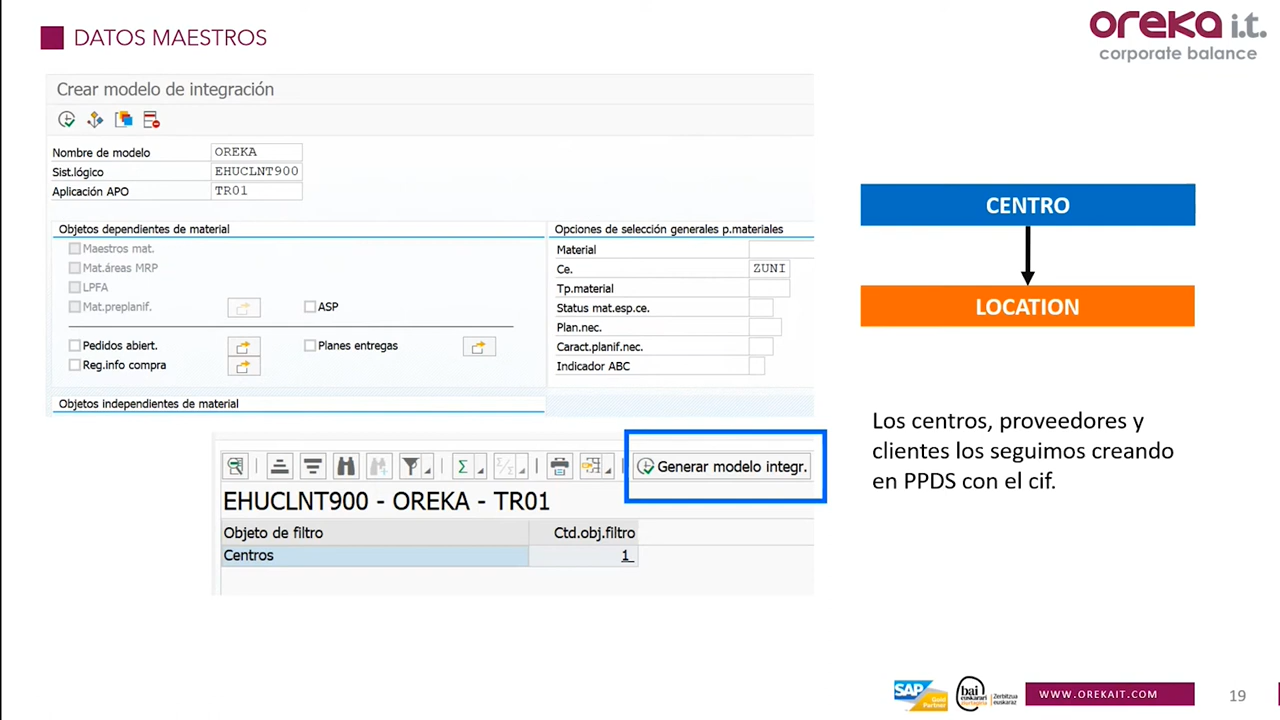 DATOS MAESTROS
oreka i.t.
corporate balance
Crear modelo de integración
Nombre de modelo OREKA
Sist.lógico EHUCLNT900
Aplicación APO TR01
Objetos dependientes de material
Maestros mat.
Mat.áreas MRP
LPFA
Mat.preplanif. ASP
Pedidos abiert. Planes entregas
Reg.info compra
Objetos independientes de material
Opciones de selección generales p.materiales
Material
Ce. ZUNI
Tp.material
Status mat.esp.ce.
Plan.nec.
Caract.planif.nec.
Indicador ABC
CENTRO
LOCATION
Los centros, proveedores y
clientes los seguimos creando
en PPDS con el cif.
Generar modelo integr.
EHUCLNT900 - OREKA - TR01
Objeto de filtro Ctd.obj.filtro
Centros 1
SAP Gold Partner
bai euskarari
Zerbitzua
euskaraz
WWW.OREKAIT.COM
19